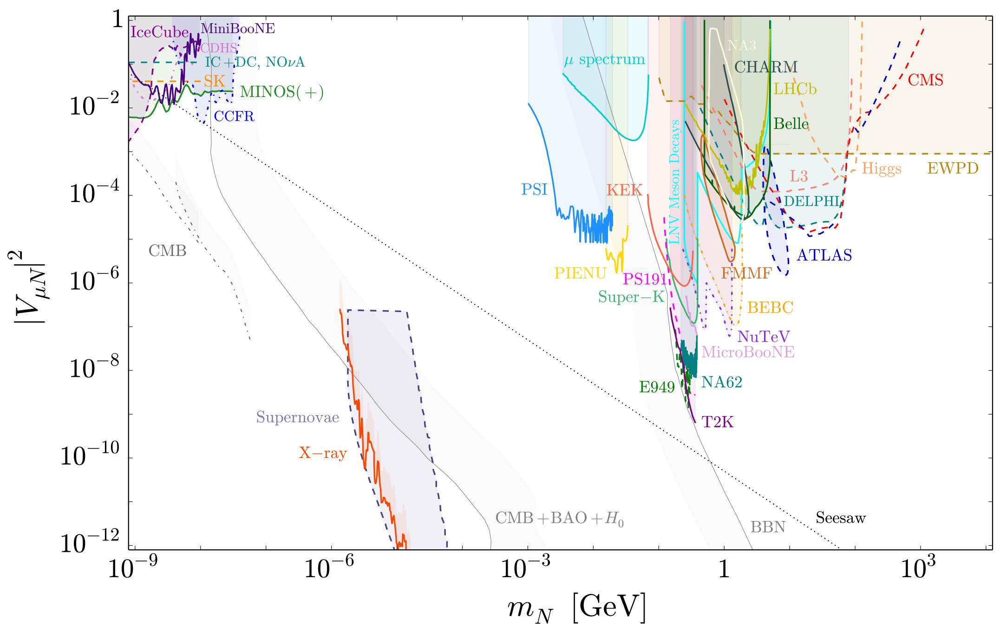 1
10^{-2}
10^{-4}
10^{-6}
10^{-8}
10^{-10}
10^{-12}
|V_{μN}|^2
IceCube
MiniBooNE
CDHS
IC+DC, NOνA
SK
MINOS(+)
CCFR
CMB
Supernovae
X−ray
CMB+BAO+H_0
μ spectrum
PSI
KEK
PIENU
PS191
Super−K
E949
LNV Meson Decays
NA3
CHARM
LHCb
Belle
CMS
Higgs
EWPD
L3
DELPHI
ATLAS
FMMF
BEBC
NuTeV
MicroBooNE
NA62
T2K
BBN
Seesaw
10^{-9}
10^{-6}
10^{-3}
1
10^3
m_N [GeV]